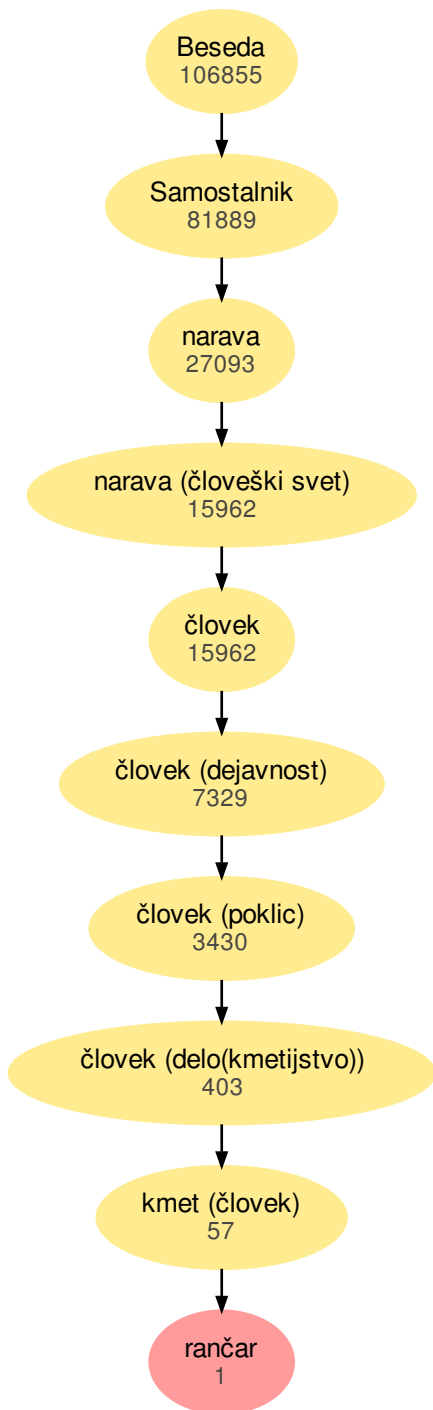 Beseda
106855
Samostalnik
81889
narava
27093
narava (človeški svet)
15962
človek
15962
človek (dejavnost)
7329
človek (poklic)
3430
človek (delo(kmetijstvo))
403
kmet (človek)
57
rančar
1